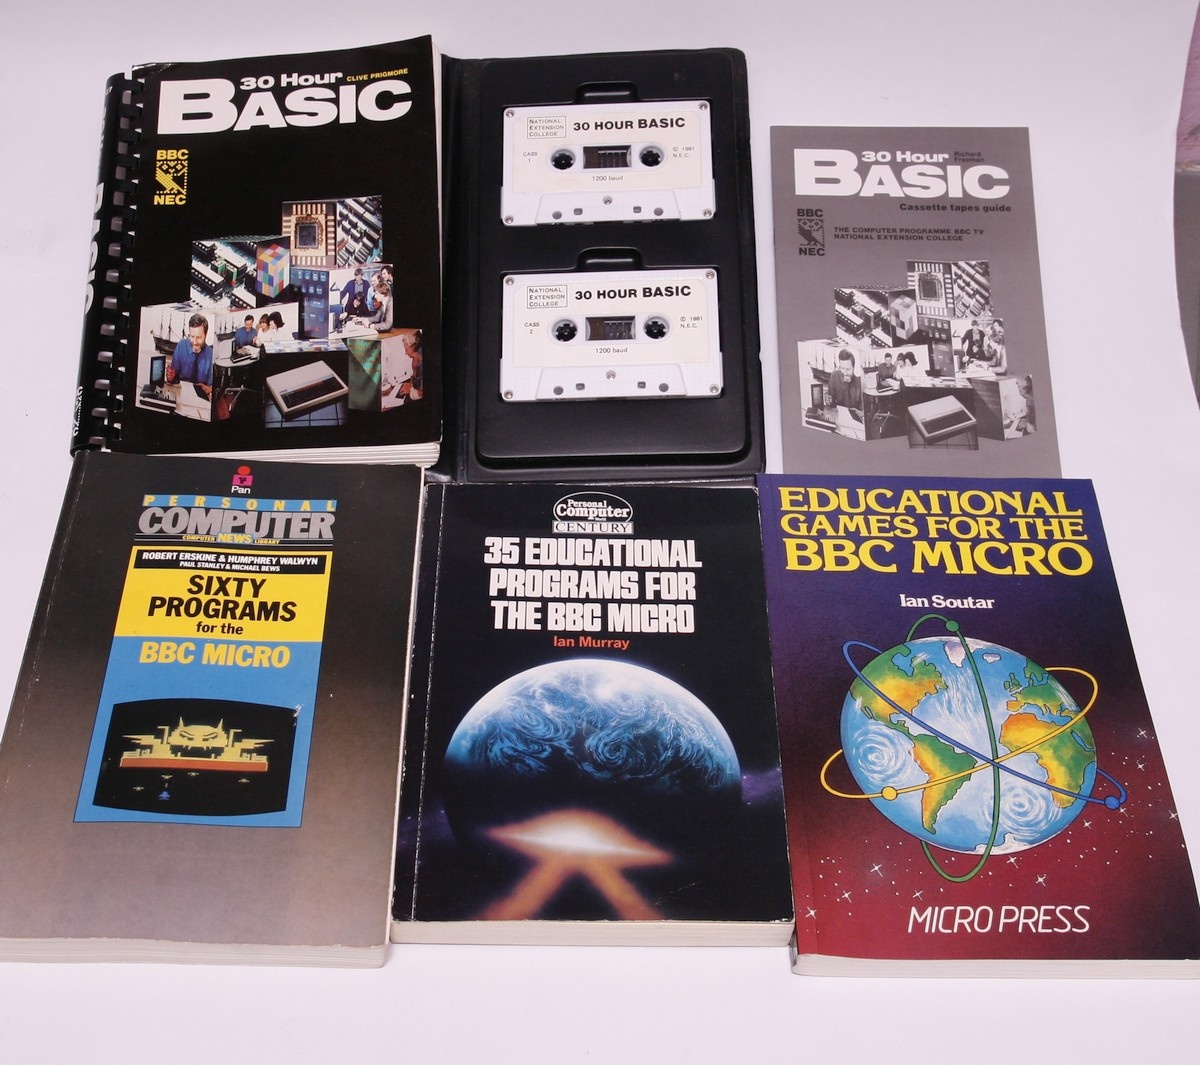 30 Hour
CLIVE PRIGMORE
BASIC
BBC
NEC
NATIONAL
EXTENSION
COLLEGE
30 HOUR BASIC
CASS
1
© 1981
N.E.C.
1200 baud
NATIONAL
EXTENSION
COLLEGE
30 HOUR BASIC
CASS
2
© 1981
N.E.C.
1200 baud
30 Hour
Richard
Freeman
BASIC
Cassette tapes guide
BBC
NEC
THE COMPUTER PROGRAMME BBC TV
NATIONAL EXTENSION COLLEGE
Pan
PERSONAL
COMPUTER
COMPUTER NEWS LIBRARY
ROBERT ERSKINE & HUMPHREY WALWYN
PAUL STANLEY & MICHAEL BEWS
SIXTY
PROGRAMS
for the
BBC MICRO
Personal
Computer
CENTURY
35 EDUCATIONAL
PROGRAMS FOR
THE BBC MICRO
Ian Murray
EDUCATIONAL
GAMES FOR THE
BBC MICRO
Ian Soutar
MICRO PRESS